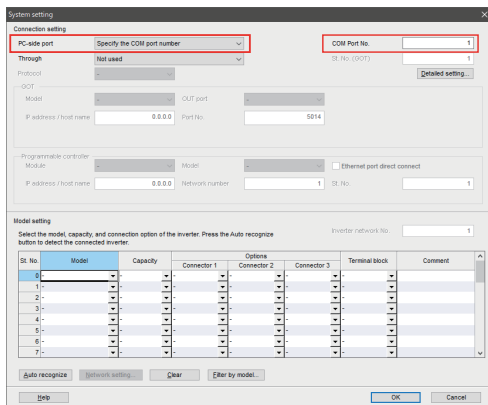 System setting
Connection setting
PC-side port Specify the COM port number COM Port No. 1
Through Not used St. No.(GOT) 1
Protocol - Detailed setting...
GOT
Model - OUT port -
IP address / host name 0.0.0.0 Port No. 5014
Programmable controller
Module - Model - Ethernet port direct connect
IP address / host name 0.0.0.0 Network number 1 St. No. 1
Model setting
Select the model, capacity, and connection option of the inverter. Press the Auto recognize Inverter network No. 1
button to detect the connected inverter.
St. No. Model Capacity Options Terminal block Comment
Connector 1 Connector 2 Connector 3
0 - - - - - -
1 - - - - - -
2 - - - - - -
3 - - - - - -
4 - - - - - -
5 - - - - - -
6 - - - - - -
7 - - - - - -
Auto recognize Network setting... Clear Filter by model...
Help OK Cancel